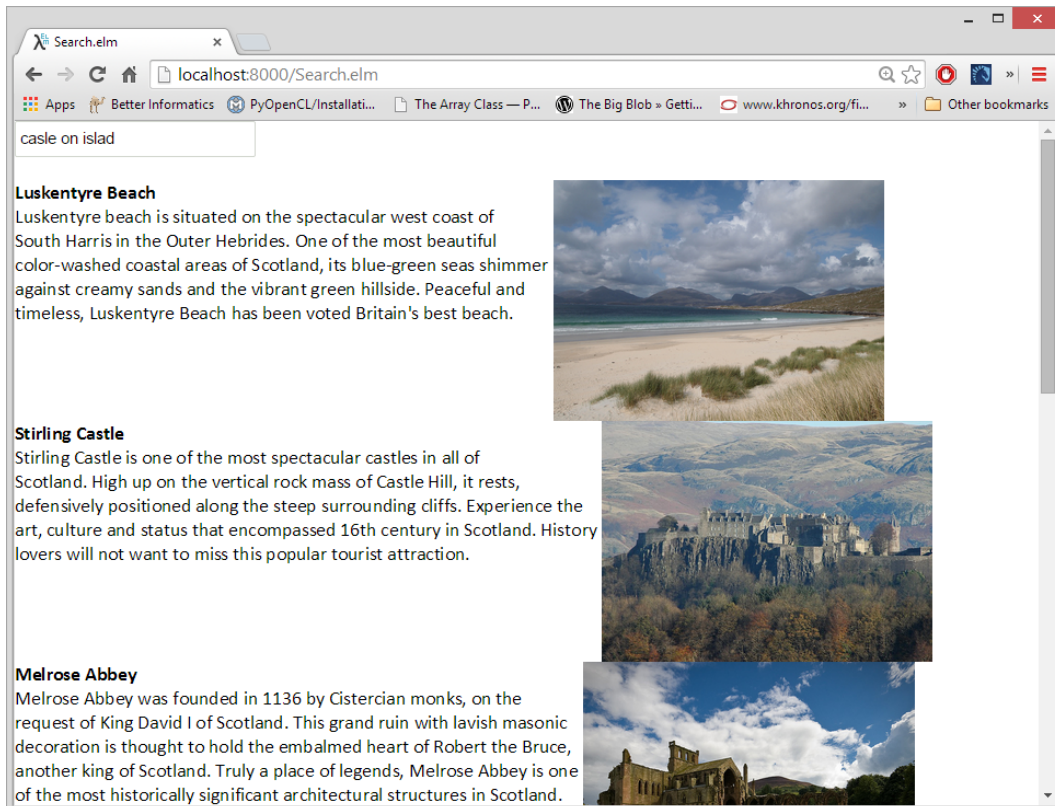 Search.elm
localhost:8000/Search.elm
Apps Better Informatics PyOpenCL/Installati... The Array Class — P... The Big Blob » Getti... www.khronos.org/fi... » Other bookmarks
casle on islad
Luskentyre Beach
Luskentyre beach is situated on the spectacular west coast of
South Harris in the Outer Hebrides. One of the most beautiful
color-washed coastal areas of Scotland, its blue-green seas shimmer
against creamy sands and the vibrant green hillside. Peaceful and
timeless, Luskentyre Beach has been voted Britain's best beach.
Stirling Castle
Stirling Castle is one of the most spectacular castles in all of
Scotland. High up on the vertical rock mass of Castle Hill, it rests,
defensively positioned along the steep surrounding cliffs. Experience the
art, culture and status that encompassed 16th century in Scotland. History
lovers will not want to miss this popular tourist attraction.
Melrose Abbey
Melrose Abbey was founded in 1136 by Cistercian monks, on the
request of King David I of Scotland. This grand ruin with lavish masonic
decoration is thought to hold the embalmed heart of Robert the Bruce,
another king of Scotland. Truly a place of legends, Melrose Abbey is one
of the most historically significant architectural structures in Scotland.